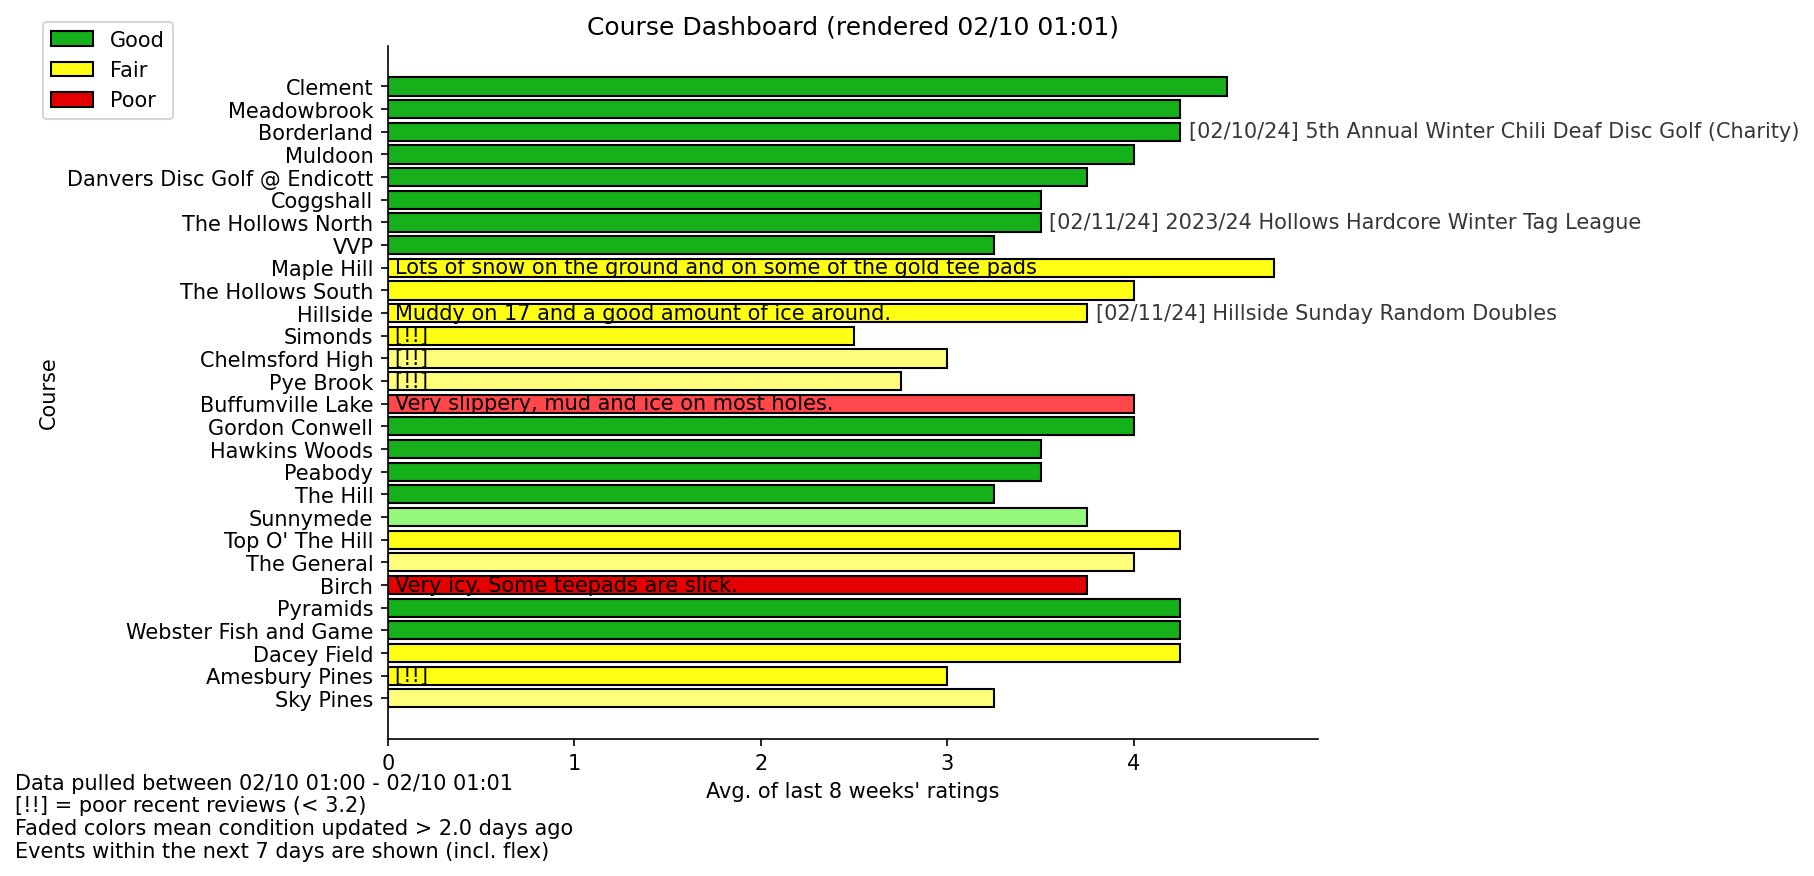 Course Dashboard (rendered 02/10 01:01)
Good
Fair
Poor
Clement
Meadowbrook
Borderland [02/10/24] 5th Annual Winter Chili Deaf Disc Golf (Charity)
Muldoon
Danvers Disc Golf @ Endicott
Coggshall
The Hollows North [02/11/24] 2023/24 Hollows Hardcore Winter Tag League
VVP
Maple Hill Lots of snow on the ground and on some of the gold tee pads
The Hollows South
Hillside Muddy on 17 and a good amount of ice around. [02/11/24] Hillside Sunday Random Doubles
Simonds [!!]
Chelmsford High [!!]
Pye Brook [!!]
Buffumville Lake Very slippery, mud and ice on most holes.
Gordon Conwell
Hawkins Woods
Peabody
The Hill
Sunnymede
Top O' The Hill
The General
Birch Very icy. Some teepads are slick.
Pyramids
Webster Fish and Game
Dacey Field
Amesbury Pines [!!]
Sky Pines
Course
0 1 2 3 4
Avg. of last 8 weeks' ratings
Data pulled between 02/10 01:00 - 02/10 01:01
[!!] = poor recent reviews (< 3.2)
Faded colors mean condition updated > 2.0 days ago
Events within the next 7 days are shown (incl. flex)